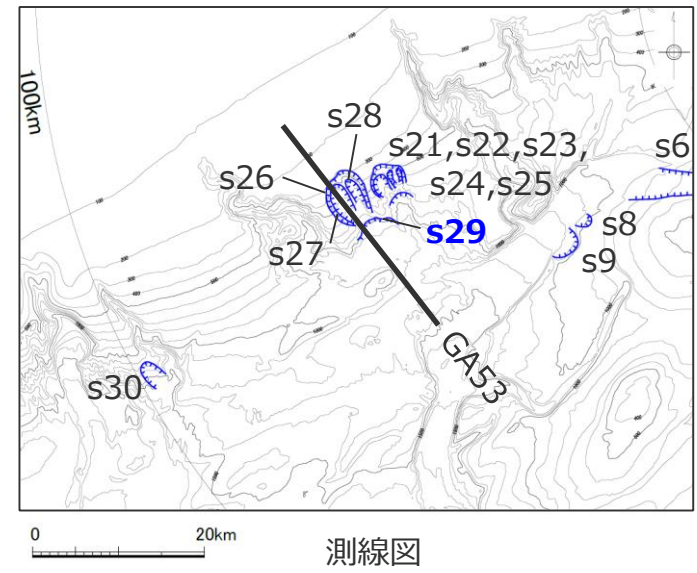 100km
s28
s21,s22,s23,
s24,s25
s6
s26
s29
s8
s27
s9
GA53
s30
0 20km
測線図